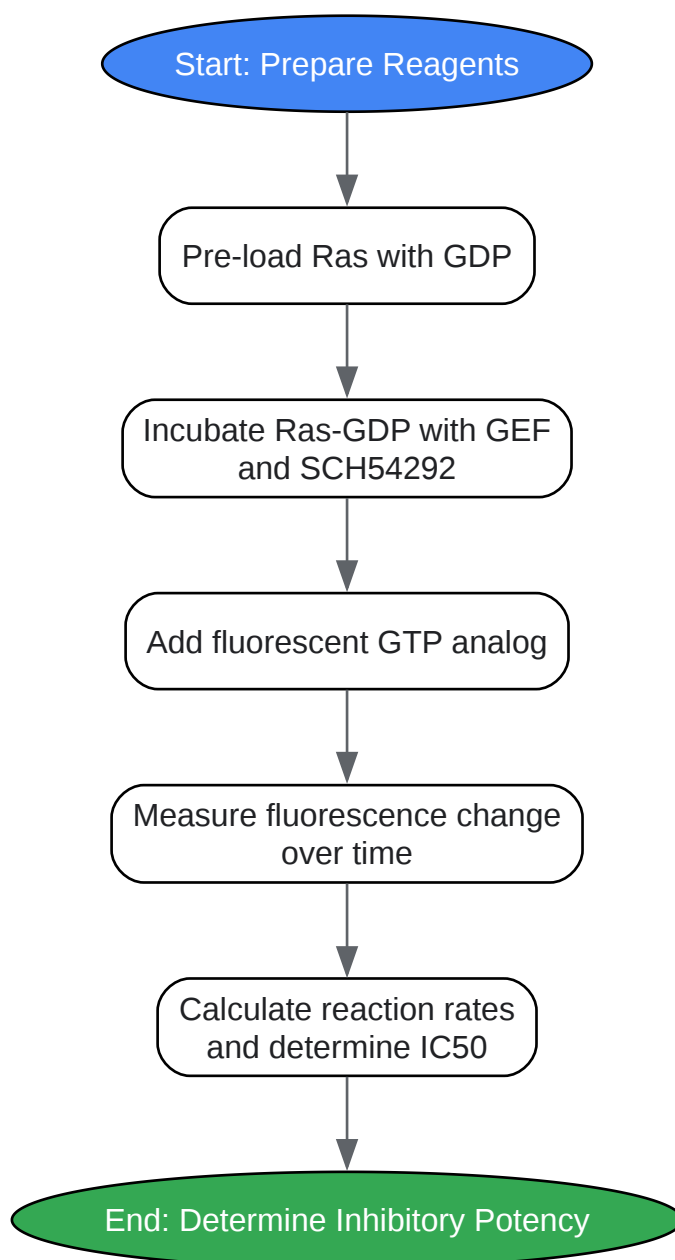 Start: Prepare Reagents
Pre-load Ras with GDP
Incubate Ras-GDP with GEF
and SCH54292
Add fluorescent GTP analog
Measure fluorescence change
over time
Calculate reaction rates
and determine IC50
End: Determine Inhibitory Potency